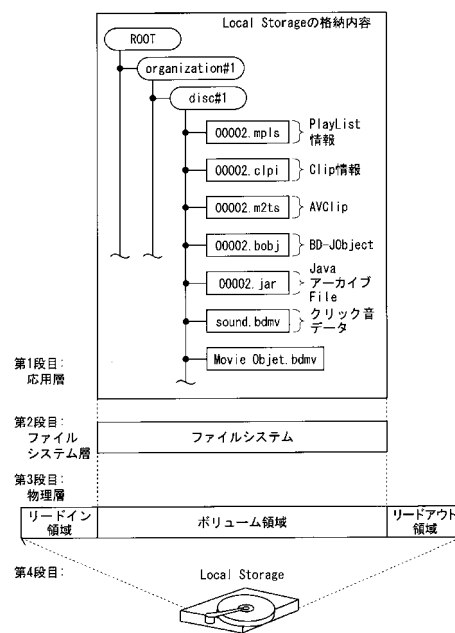 Local Storageの格納内容
ROOT
organization#1
disc#1
00002.mpls
PlayList
情報
00002.clpi
Clip情報
00002.m2ts
AVClip
00002.bobj
BD-JObject
00002.jar
Java
アーカイブ
File
sound.bdmv
クリック音
データ
Movie Objet.bdmv
第1段目:
応用層
第2段目:
ファイル
システム層
ファイルシステム
第3段目:
物理層
リードイン
領域
ボリューム領域
リードアウト
領域
第4段目:
Local Storage